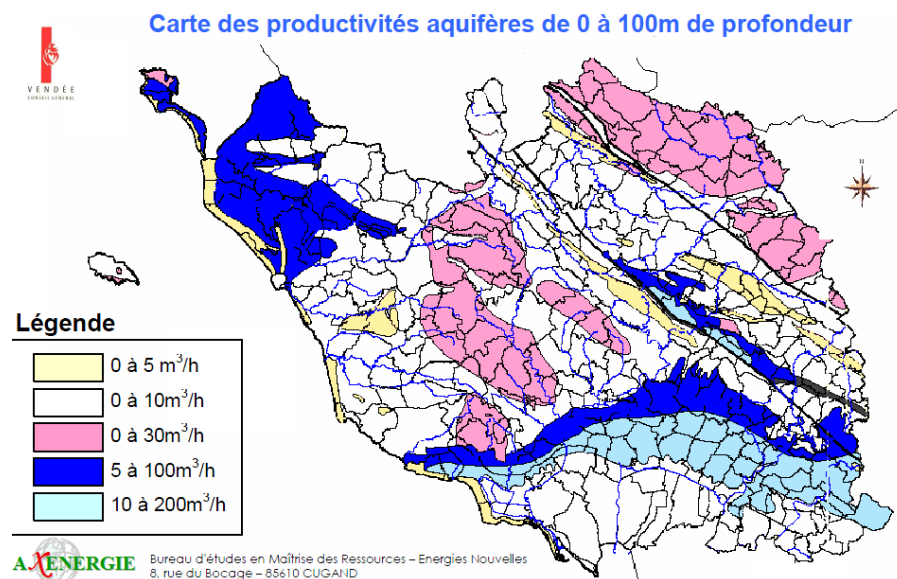 Carte des productivités aquifères de 0 à 100m de profondeur
VENDÉE
CONSEIL GENERAL
N
Légende
0 à 5 m³/h
0 à 10m³/h
0 à 30m³/h
5 à 100m³/h
10 à 200m³/h
AXENERGIE
Bureau d'études en Maîtrise des Ressources – Energies Nouvelles
8, rue du Bocage – 85610 CUGAND